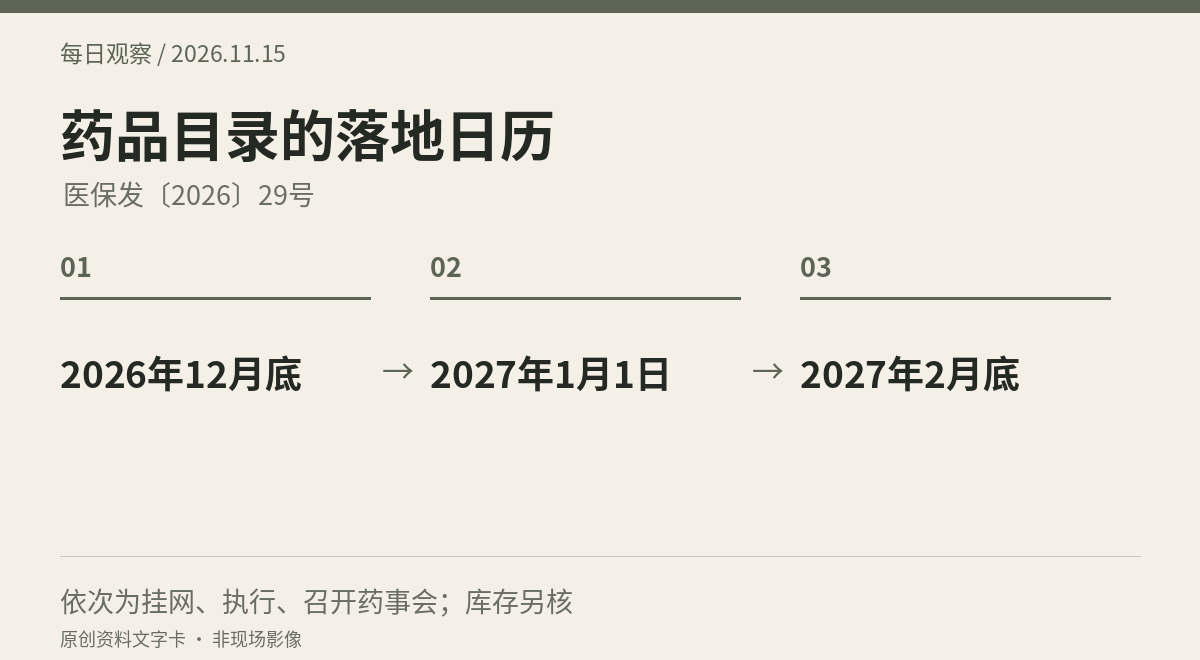 每日观察 / 2026.11.15
药品目录的落地日历
医保发〔2026〕29号
01
02
03
2026年12月底 → 2027年1月1日 → 2027年2月底
依次为挂网、执行、召开药事会；库存另核
原创资料文字卡 · 非现场影像